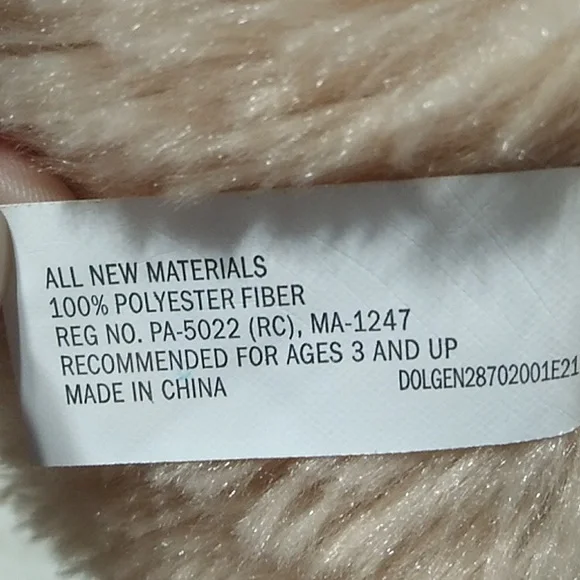 ALL NEW MATERIALS
100% POLYESTER FIBER
REG NO. PA-5022 (RC), MA-1247
RECOMMENDED FOR AGES 3 AND UP
MADE IN CHINA
DOLGEN28702001E21